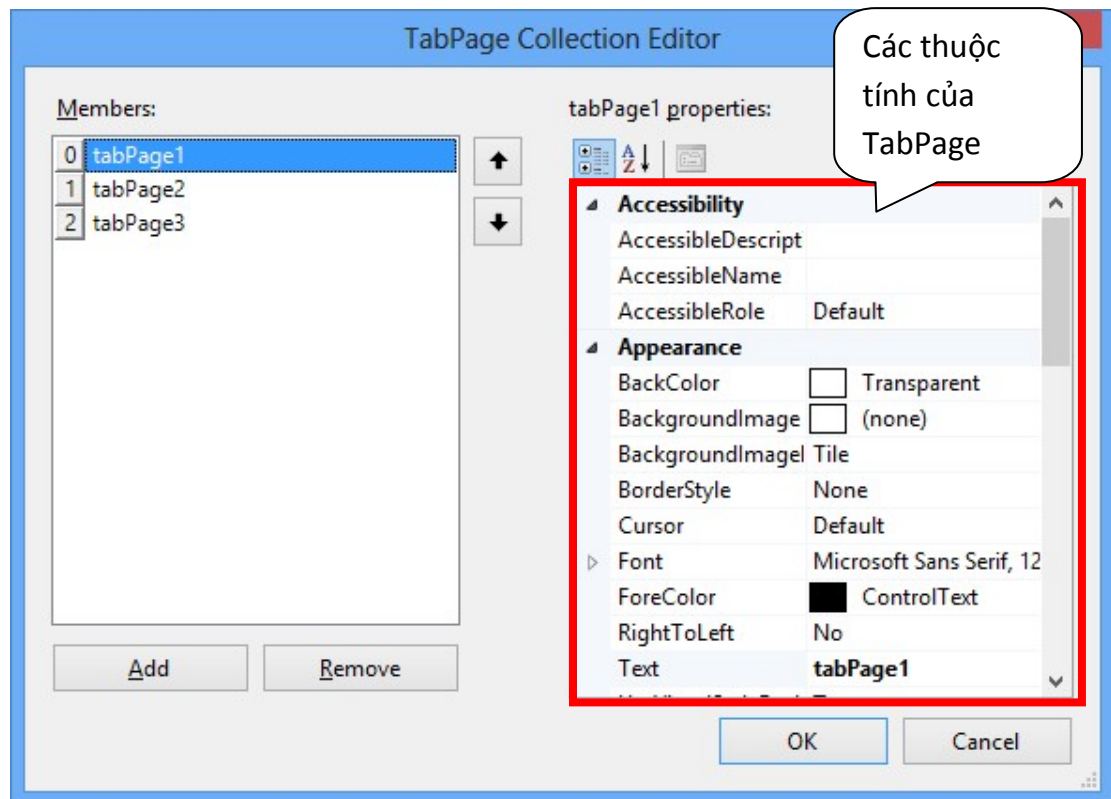 TabPage Collection Editor
Các thuộc
tính của
TabPage
Members:
0 tabPage1
1 tabPage2
2 tabPage3
Add
Remove
tabPage1 properties:
Accessibility
AccessibleDescript
AccessibleName
AccessibleRole Default
Appearance
BackColor Transparent
BackgroundImage (none)
BackgroundImagel Tile
BorderStyle None
Cursor Default
Font Microsoft Sans Serif, 12
ForeColor ControlText
RightToLeft No
Text tabPage1
OK
Cancel